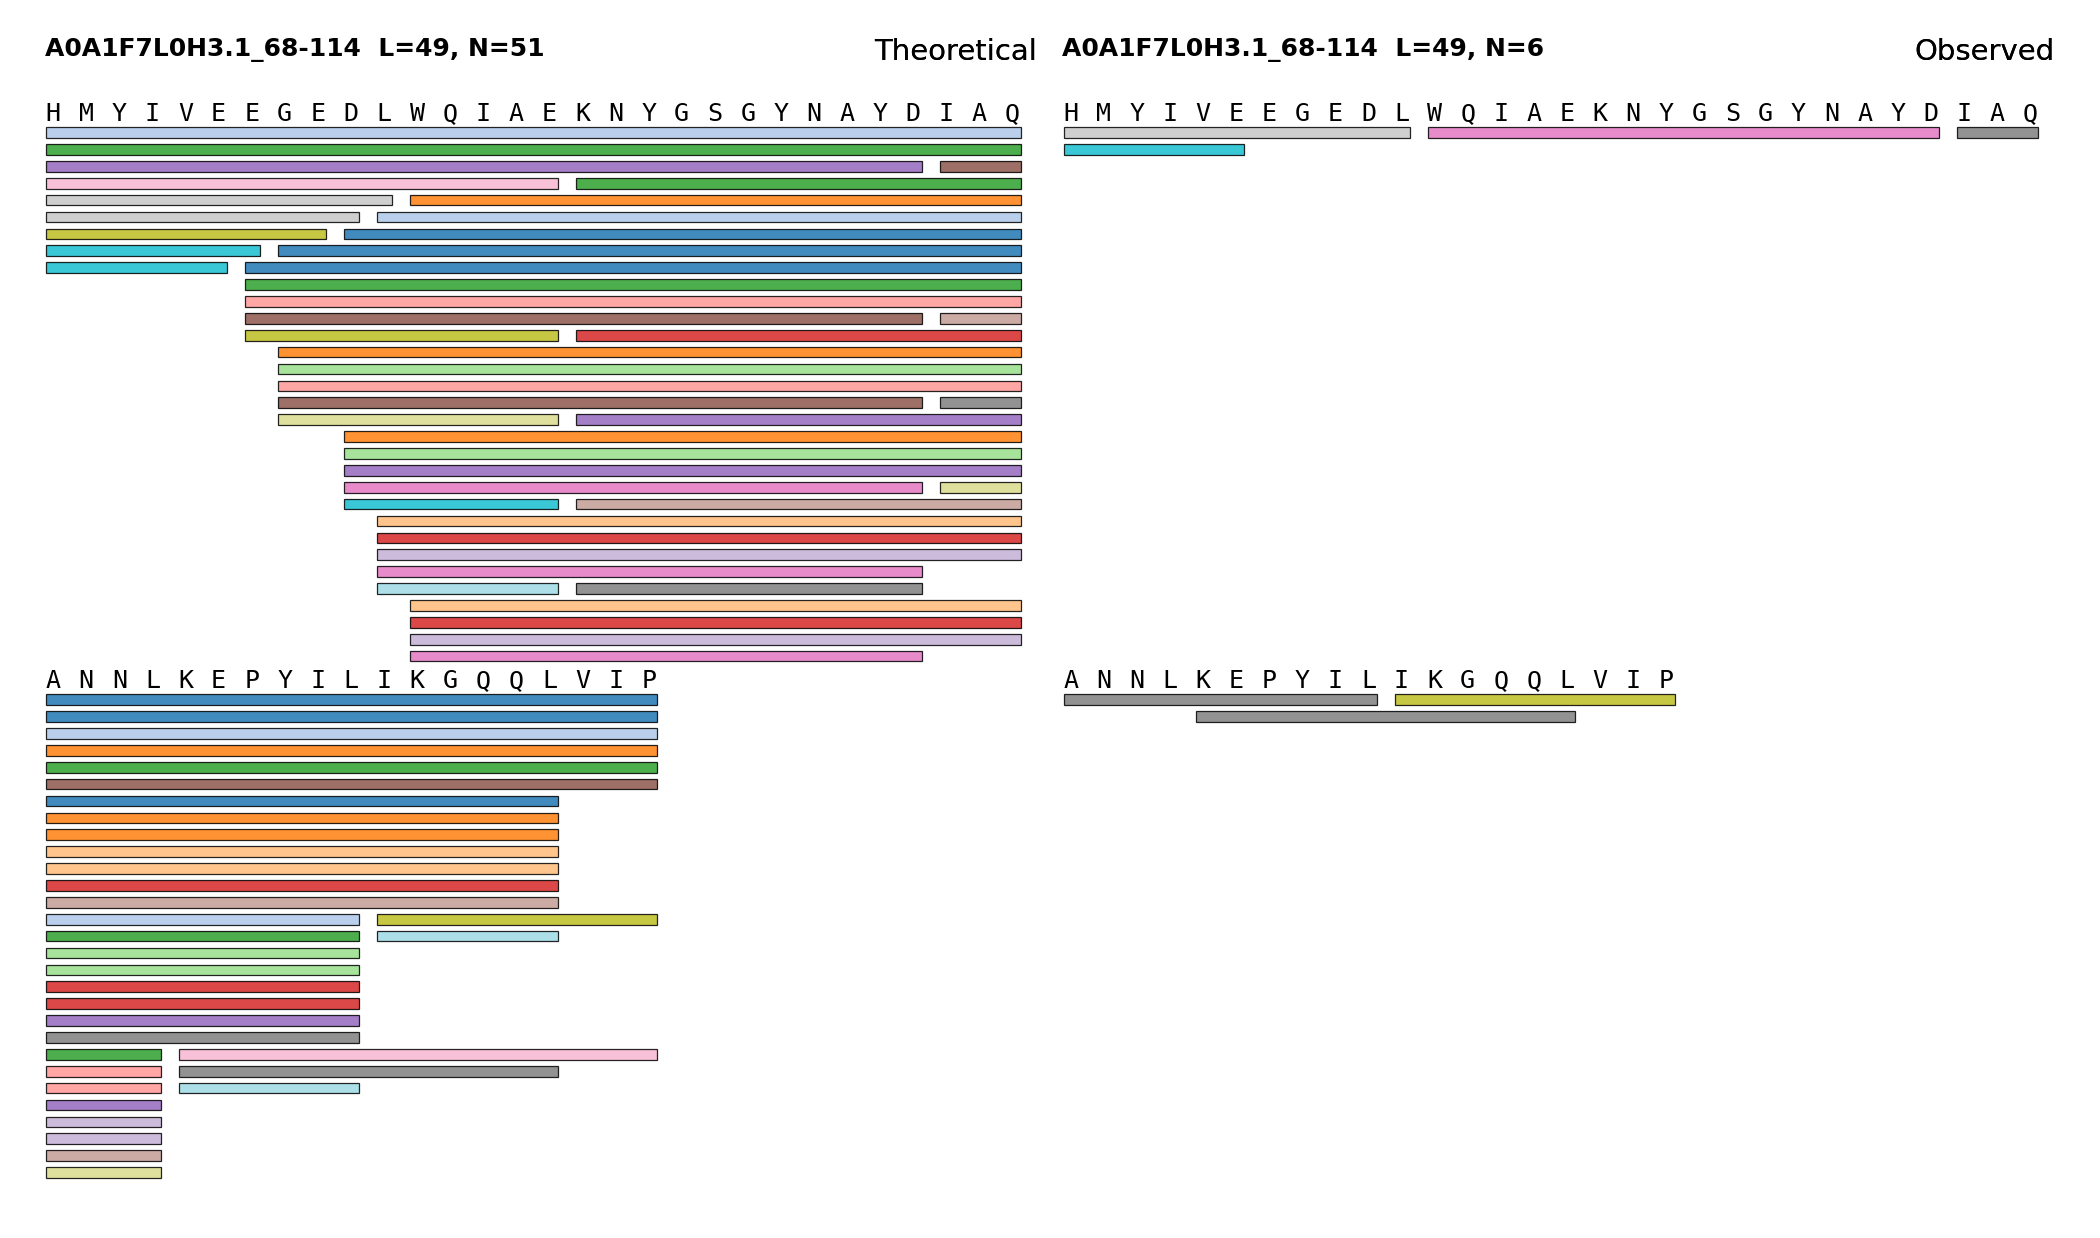 A0A1F7L0H3.1_68-114 L=49, N=51 Theoretical
H M Y I V E E G E D L W Q I A E K N Y G S G Y N A Y D I A Q
A N N L K E P Y I L I K G Q Q L V I P
A0A1F7L0H3.1_68-114 L=49, N=6 Observed
H M Y I V E E G E D L W Q I A E K N Y G S G Y N A Y D I A Q
A N N L K E P Y I L I K G Q Q L V I P